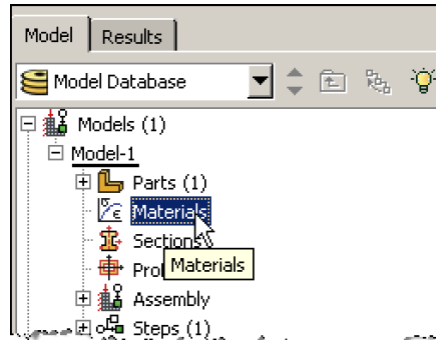 Model Results
Model Database
Models (1)
Model-1
Parts (1)
Materials
Sections
Materials
Assembly
Steps (1)